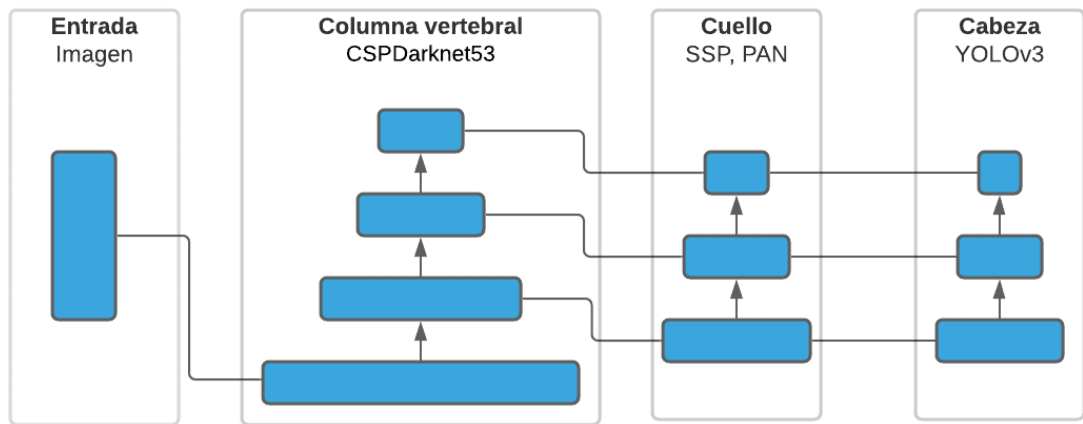 Entrada
Imagen
Columna vertebral
CSPDarknet53
Cuello
SSP, PAN
Cabeza
YOLOv3